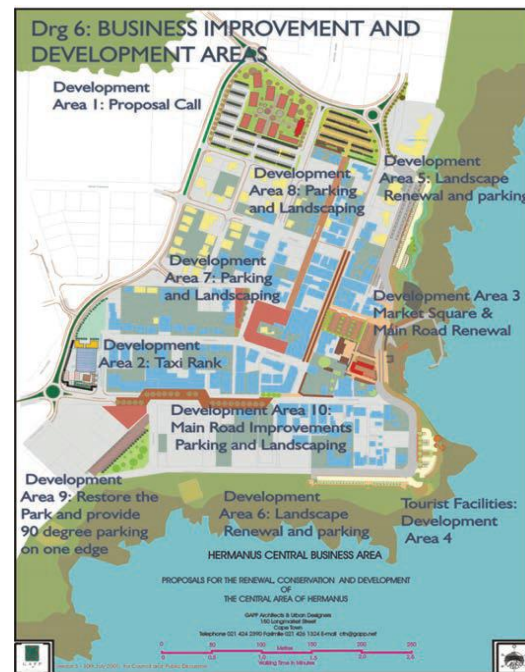 Drg 6: BUSINESS IMPROVEMENT AND
DEVELOPMENT AREAS
Development
Area 1: Proposal Call
Development
Area 8: Parking
and Landscaping
Development
Area 5: Landscape
Renewal and parking
Development
Area 7: Parking
and Landscaping
Development Area 3
Market Square &
Main Road Renewal
Development
Area 2: Taxi Rank
Development Area 10:
Main Road Improvements
Parking and Landscaping
Development
Area 9: Restore the
Park and provide
90 degree parking
on one edge
Development
Area 6: Landscape
Renewal and parking
Tourist Facilities:
Development
Area 4
HERMANUS CENTRAL BUSINESS AREA
PROPOSALS FOR THE RENEWAL, CONSERVATION AND DEVELOPMENT
OF
THE CENTRAL AREA OF HERMANUS
GAPP Architects & Urban Designers
Cape Town
Metres
Walking Time in Minutes
GAPP